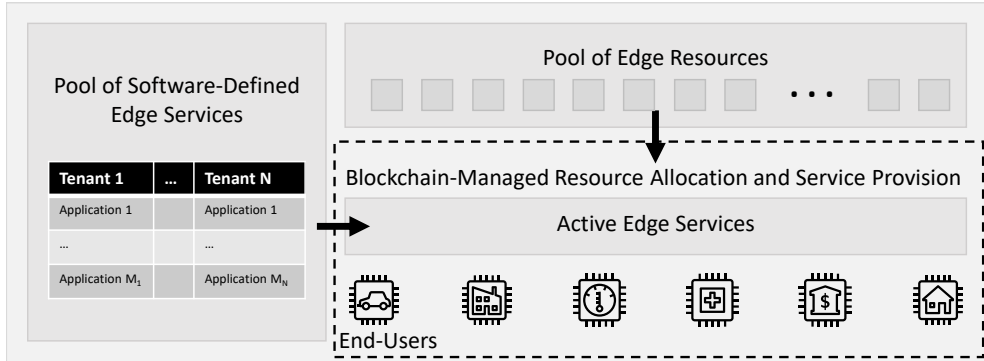 Pool of Software-Defined
Edge Services
Tenant 1 ... Tenant N
Application 1 Application 1
... ...
Application M₁ Application Mɴ
Pool of Edge Resources
...
Blockchain-Managed Resource Allocation and Service Provision
Active Edge Services
$
End-Users